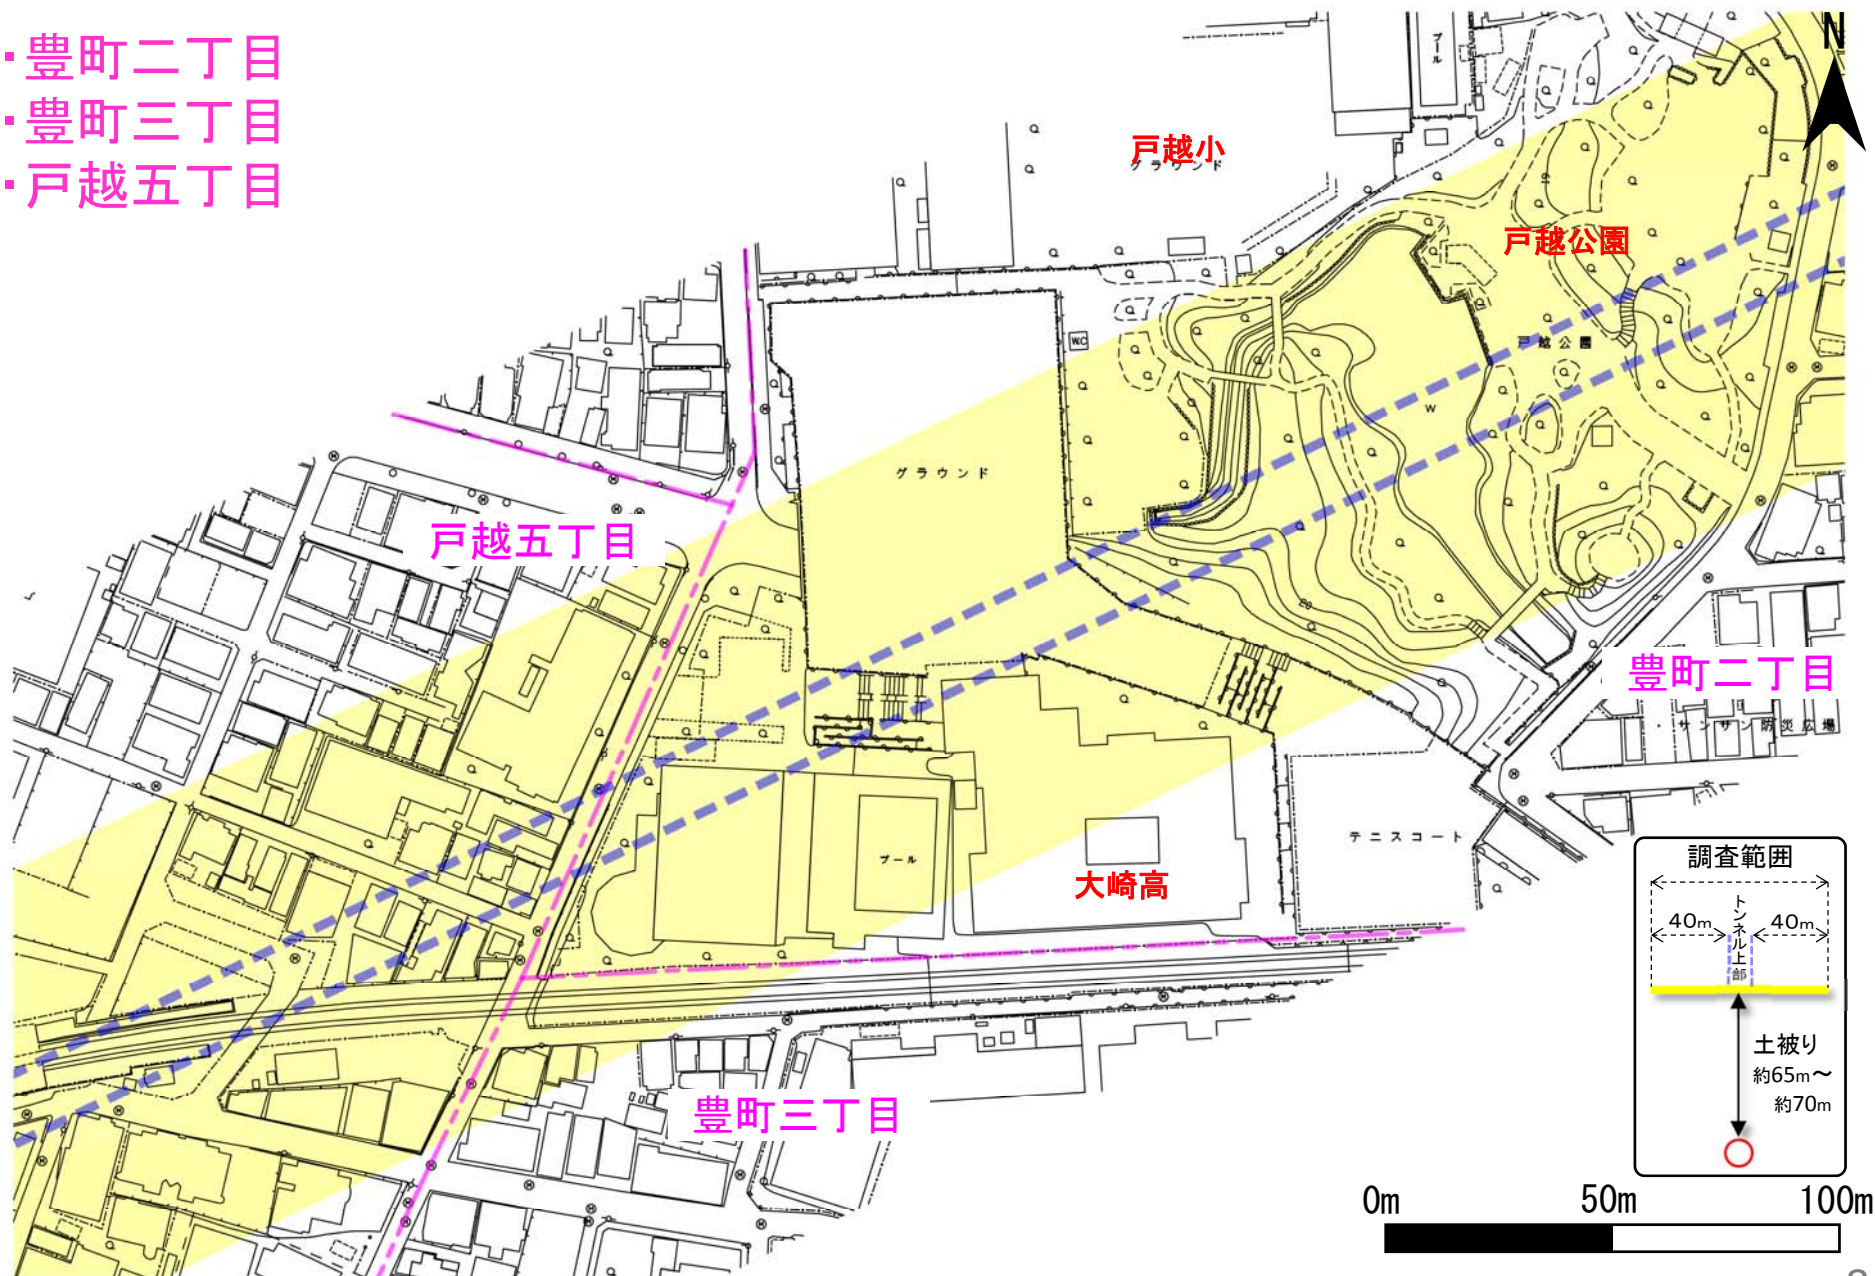 ・豊町二丁目
・豊町三丁目
・戸越五丁目
N
プール
戸越小
グラウンド
戸越公園
戸越公園
WC
W
グラウンド
戸越五丁目
20
豊町二丁目
・サンサン防災広場
テニスコート
プール
大崎高
豊町三丁目
調査範囲
40m
トンネル上部
40m
土被り
約65m～
約70m
0m
50m
100m